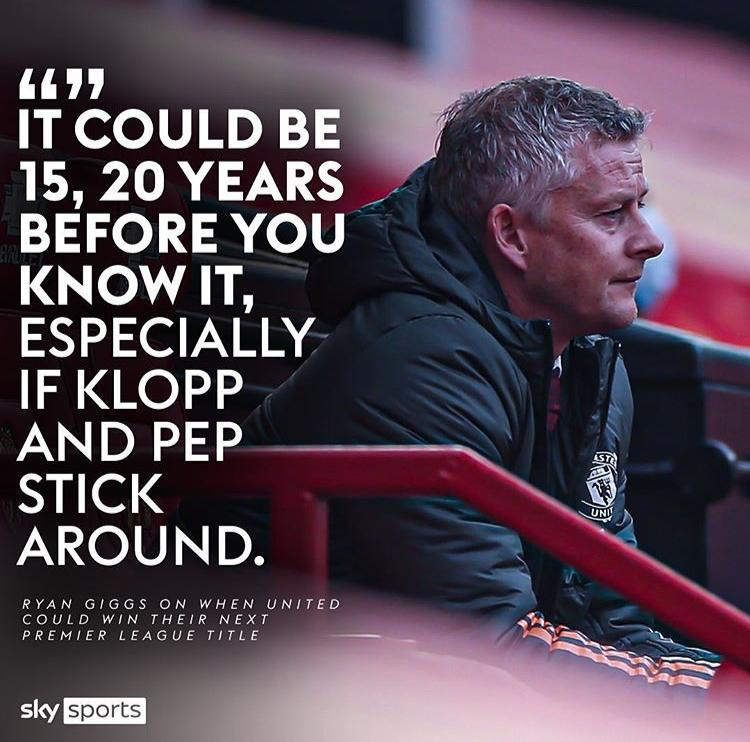 “”
IT COULD BE
15, 20 YEARS
BEFORE YOU
KNOW IT,
ESPECIALLY
IF KLOPP
AND PEP
STICK
AROUND.
RYAN GIGGS ON WHEN UNITED
COULD WIN THEIR NEXT
PREMIER LEAGUE TITLE
sky sports
UNIT